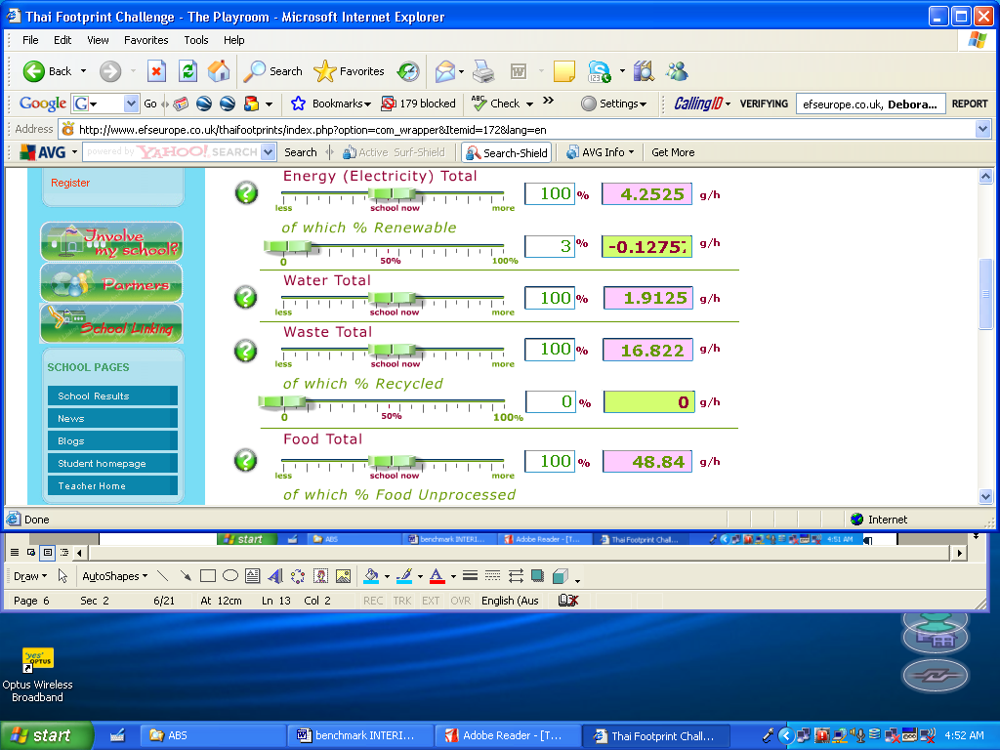 Thai Footprint Challenge - The Playroom - Microsoft Internet Explorer
File Edit View Favorites Tools Help
Back Search Favorites 123
Google G Go Bookmarks 179 blocked ABC Check » Settings CallingID VERIFYING efseurope.co.uk, Debora... REPORT
Address http://www.efseurope.co.uk/thaifootprints/index.php?option=com_wrapper&Itemid=172&lang=en
AVG powered by YAHOO! SEARCH Search Active Surf-Shield Search-Shield AVG Info Get More
Register
Involve
my school?
Partners
School Linking
SCHOOL PAGES
School Results
News
Blogs
Student homepage
Teacher Home
Energy (Electricity) Total
less school now more 100 % 4.2525 g/h
of which % Renewable
0 50% 100% 3 % -0.1275 g/h
Water Total
less school now more 100 % 1.9125 g/h
Waste Total
less school now more 100 % 16.822 g/h
of which % Recycled
0 50% 100% 0 % 0 g/h
Food Total
less school now more 100 % 48.84 g/h
of which % Food Unprocessed
Done Internet
start ABS benchmark INTERI... Adobe Reader - [T... Thai Footprint Chall... 4:51 AM
Draw AutoShapes A
Page 6 Sec 2 6/21 At 12cm Ln 13 Col 2 REC TRK EXT OVR English (Aus
'yes'
OPTUS
Optus Wireless
Broadband
start ABS benchmark INTERI... Adobe Reader - [T... Thai Footprint Chall... 4:52 AM